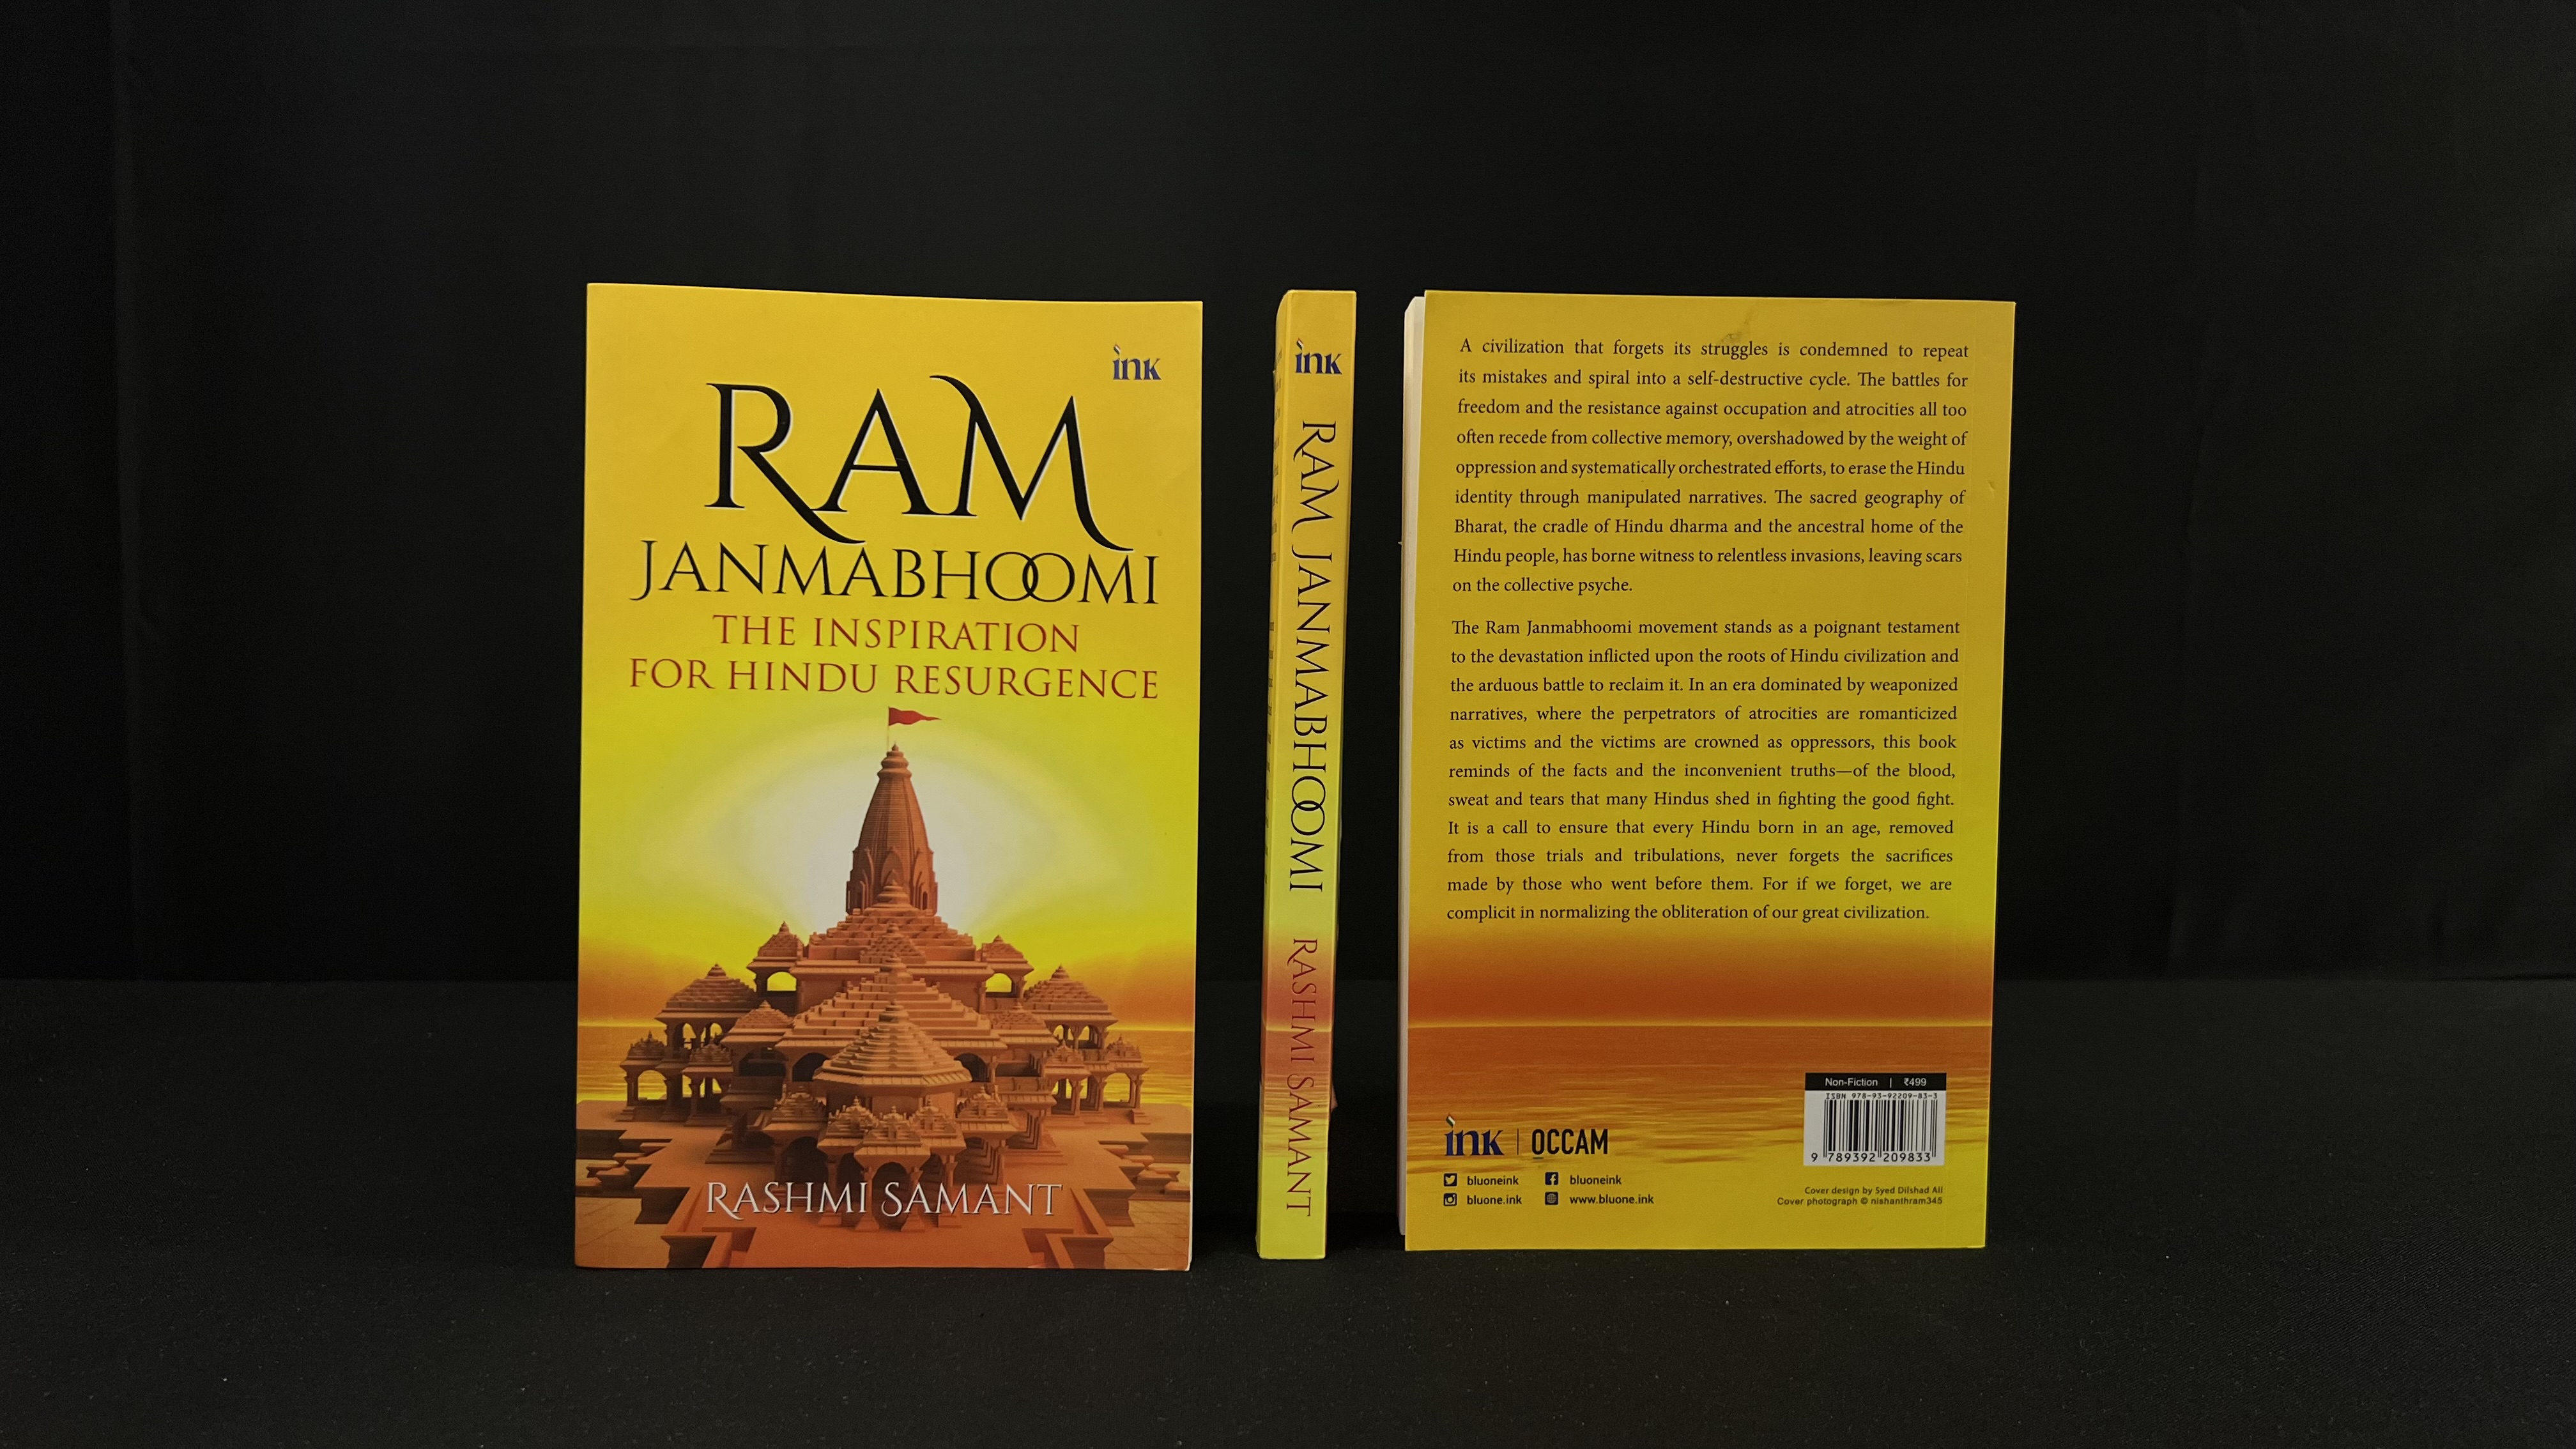 ink
RAM
JANMABHOOMI
THE INSPIRATION
FOR HINDU RESURGENCE
RASHMI SAMANT
ink
RAM JANMABHOOMI
RASHMI SAMANT
A civilization that forgets its struggles is condemned to repeat
its mistakes and spiral into a self-destructive cycle. The battles for
freedom and the resistance against occupation and atrocities all too
often recede from collective memory, overshadowed by the weight of
oppression and systematically orchestrated efforts, to erase the Hindu
identity through manipulated narratives. The sacred geography of
Bharat, the cradle of Hindu dharma and the ancestral home of the
Hindu people, has borne witness to relentless invasions, leaving scars
on the collective psyche.
The Ram Janmabhoomi movement stands as a poignant testament
to the devastation inflicted upon the roots of Hindu civilization and
the arduous battle to reclaim it. In an era dominated by weaponized
narratives, where the perpetrators of atrocities are romanticized
as victims and the victims are crowned as oppressors, this book
reminds of the facts and the inconvenient truths—of the blood,
sweat and tears that many Hindus shed in fighting the good fight.
It is a call to ensure that every Hindu born in an age, removed
from those trials and tribulations, never forgets the sacrifices
made by those who went before them. For if we forget, we are
complicit in normalizing the obliteration of our great civilization.
Non-Fiction | ₹499
ISBN 978-93-92209-83-3
9 789392 209833
ink | OCCAM
bluoneink bluoneink
bluone.ink www.bluone.ink
Cover design by Syed Dilshad Ali
Cover photograph © nishanthram345